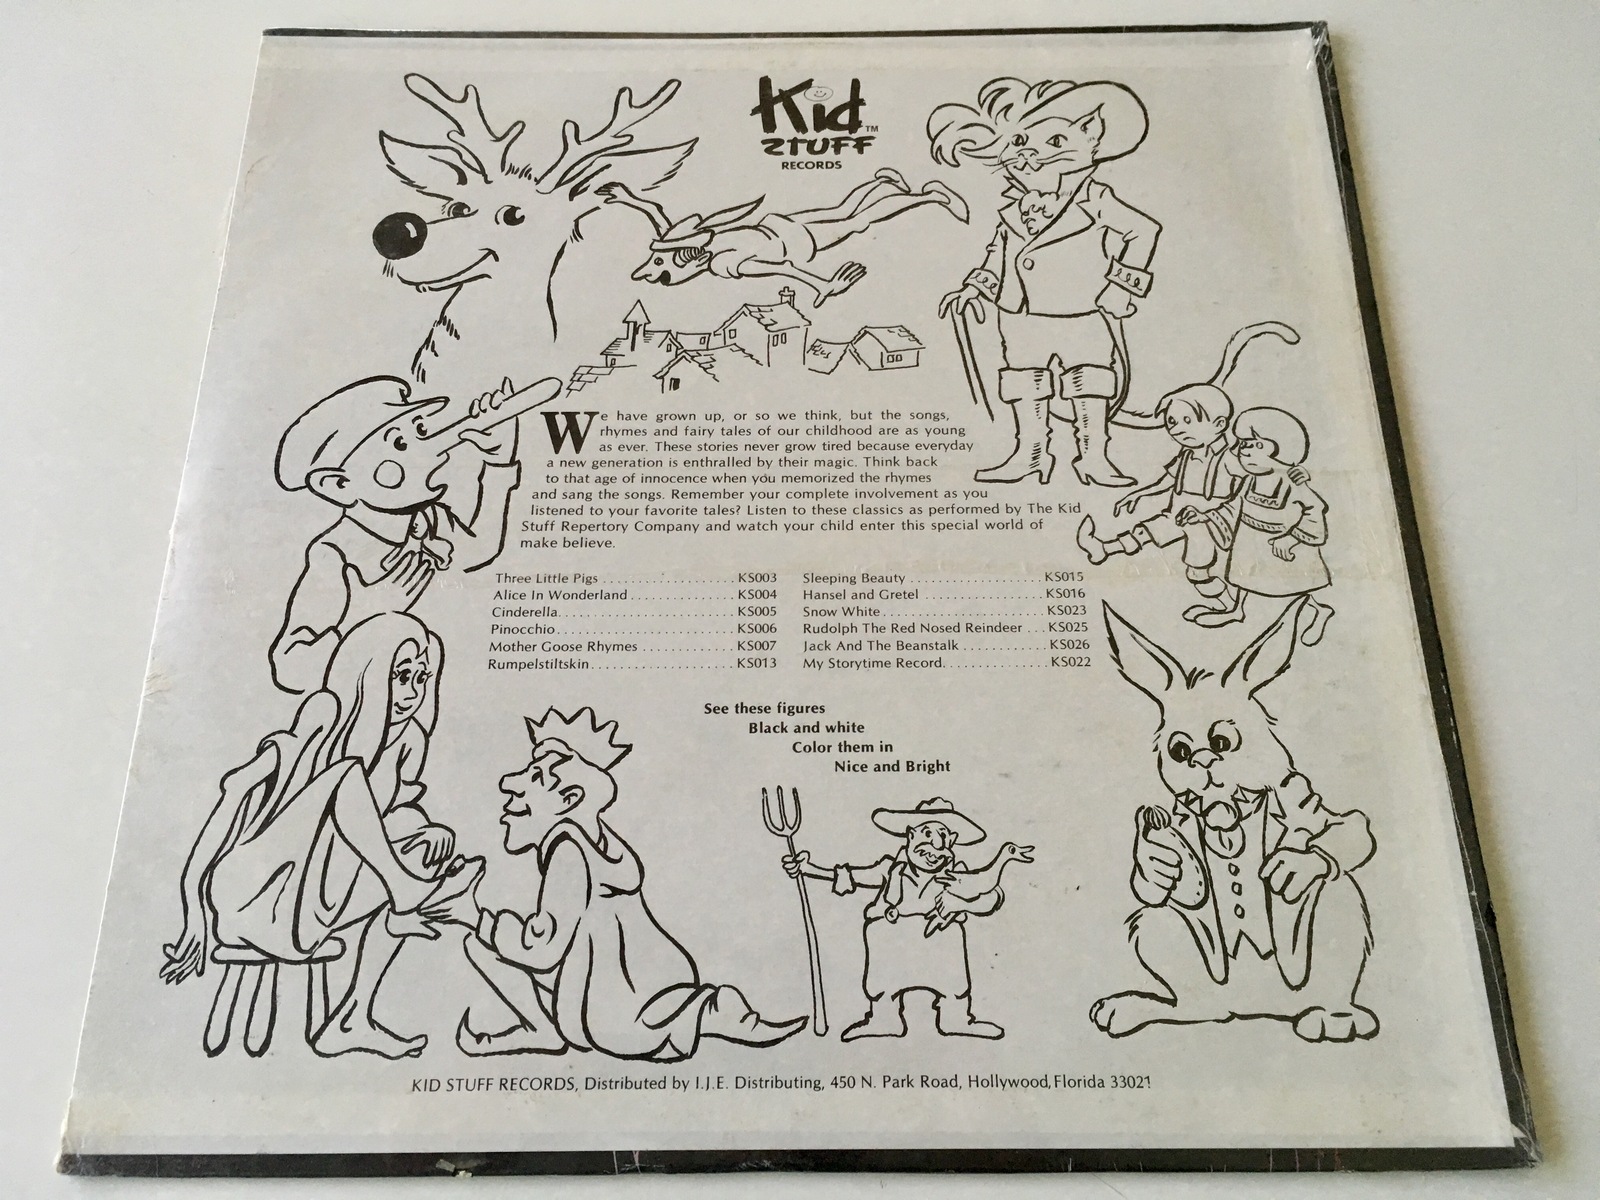 Kid
STUFF™
RECORDS
We have grown up, or so we think, but the songs,
rhymes and fairy tales of our childhood are as young
as ever. These stories never grow tired because everyday
a new generation is enthralled by their magic. Think back
to that age of innocence when you memorized the rhymes
and sang the songs. Remember your complete involvement as you
listened to your favorite tales? Listen to these classics as performed by The Kid
Stuff Repertory Company and watch your child enter this special world of
make believe.
Three Little Pigs . . . . . . . . . . . . . . . . . . . . KS003
Alice In Wonderland . . . . . . . . . . . . . . . . KS004
Cinderella. . . . . . . . . . . . . . . . . . . . . . . . . . KS005
Pinocchio . . . . . . . . . . . . . . . . . . . . . . . . . . KS006
Mother Goose Rhymes . . . . . . . . . . . . . KS007
Rumpelstiltskin . . . . . . . . . . . . . . . . . . . . . KS013
Sleeping Beauty . . . . . . . . . . . . . . . . . . . . KS015
Hansel and Gretel . . . . . . . . . . . . . . . . . . KS016
Snow White. . . . . . . . . . . . . . . . . . . . . . . . KS023
Rudolph The Red Nosed Reindeer . . . KS025
Jack And The Beanstalk . . . . . . . . . . . . KS026
My Storytime Record. . . . . . . . . . . . . . . KS022
See these figures
Black and white
Color them in
Nice and Bright
KID STUFF RECORDS, Distributed by I.J.E. Distributing, 450 N. Park Road, Hollywood, Florida 33021